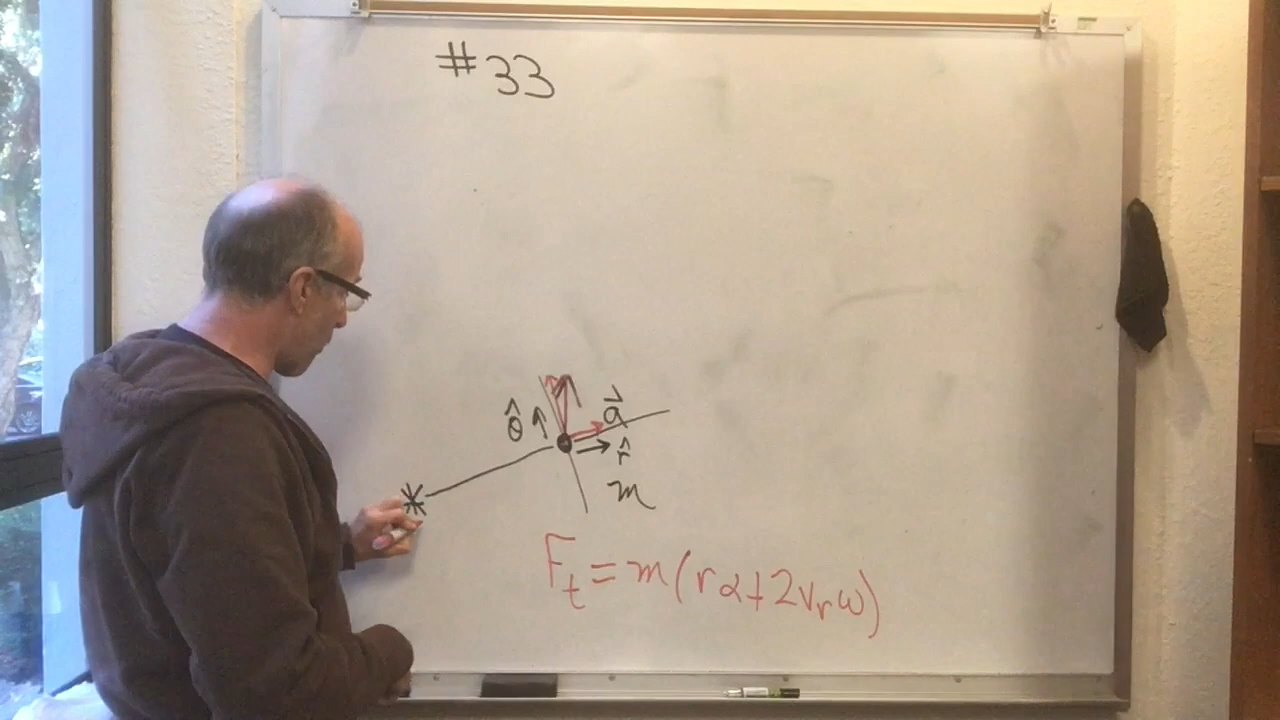 #33
a⃗
θ̂
r̂
m
F_t = m(rα+2v_rω)